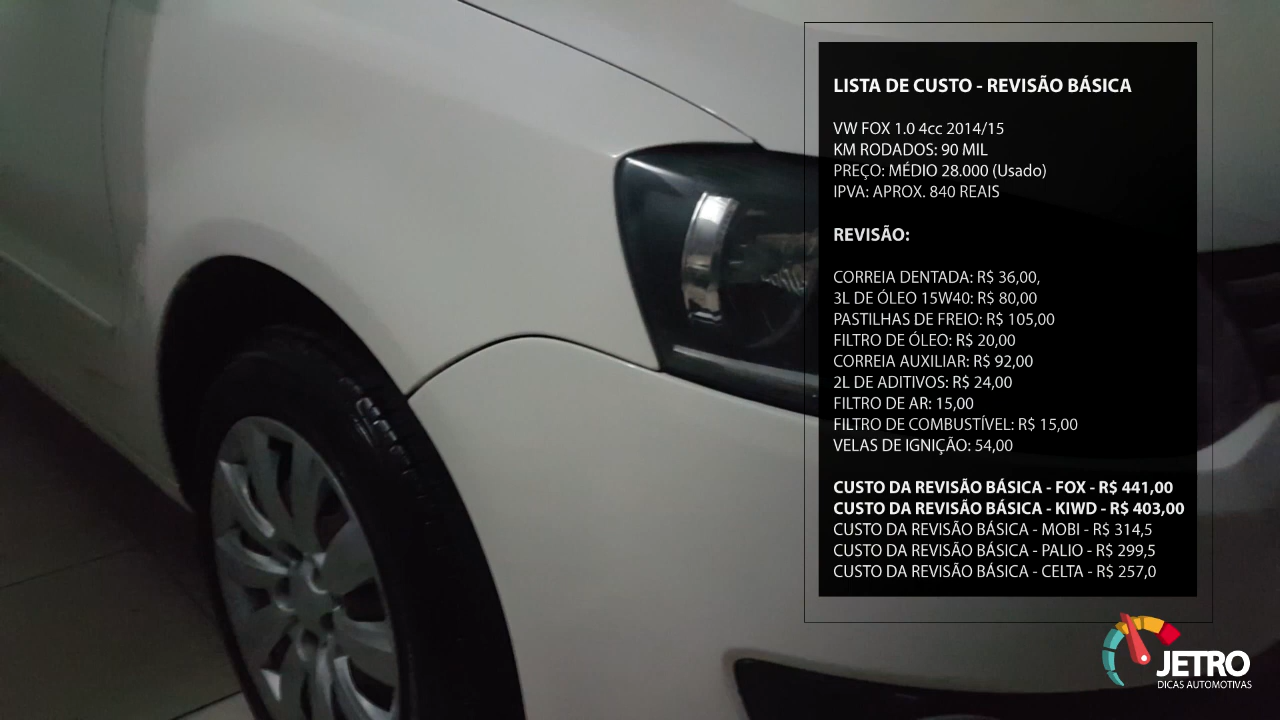 LISTA DE CUSTO - REVISÃO BÁSICA
VW FOX 1.0 4cc 2014/15
KM RODADOS: 90 MIL
PREÇO: MÉDIO 28.000 (Usado)
IPVA: APROX. 840 REAIS
REVISÃO:
CORREIA DENTADA: R$ 36,00,
3L DE ÓLEO 15W40: R$ 80,00
PASTILHAS DE FREIO: R$ 105,00
FILTRO DE ÓLEO: R$ 20,00
CORREIA AUXILIAR: R$ 92,00
2L DE ADITIVOS: R$ 24,00
FILTRO DE AR: 15,00
FILTRO DE COMBUSTÍVEL: R$ 15,00
VELAS DE IGNIÇÃO: 54,00
CUSTO DA REVISÃO BÁSICA - FOX - R$ 441,00
CUSTO DA REVISÃO BÁSICA - KIWD - R$ 403,00
CUSTO DA REVISÃO BÁSICA - MOBI - R$ 314,5
CUSTO DA REVISÃO BÁSICA - PALIO - R$ 299,5
CUSTO DA REVISÃO BÁSICA - CELTA - R$ 257,0
JETRO
DICAS AUTOMOTIVAS